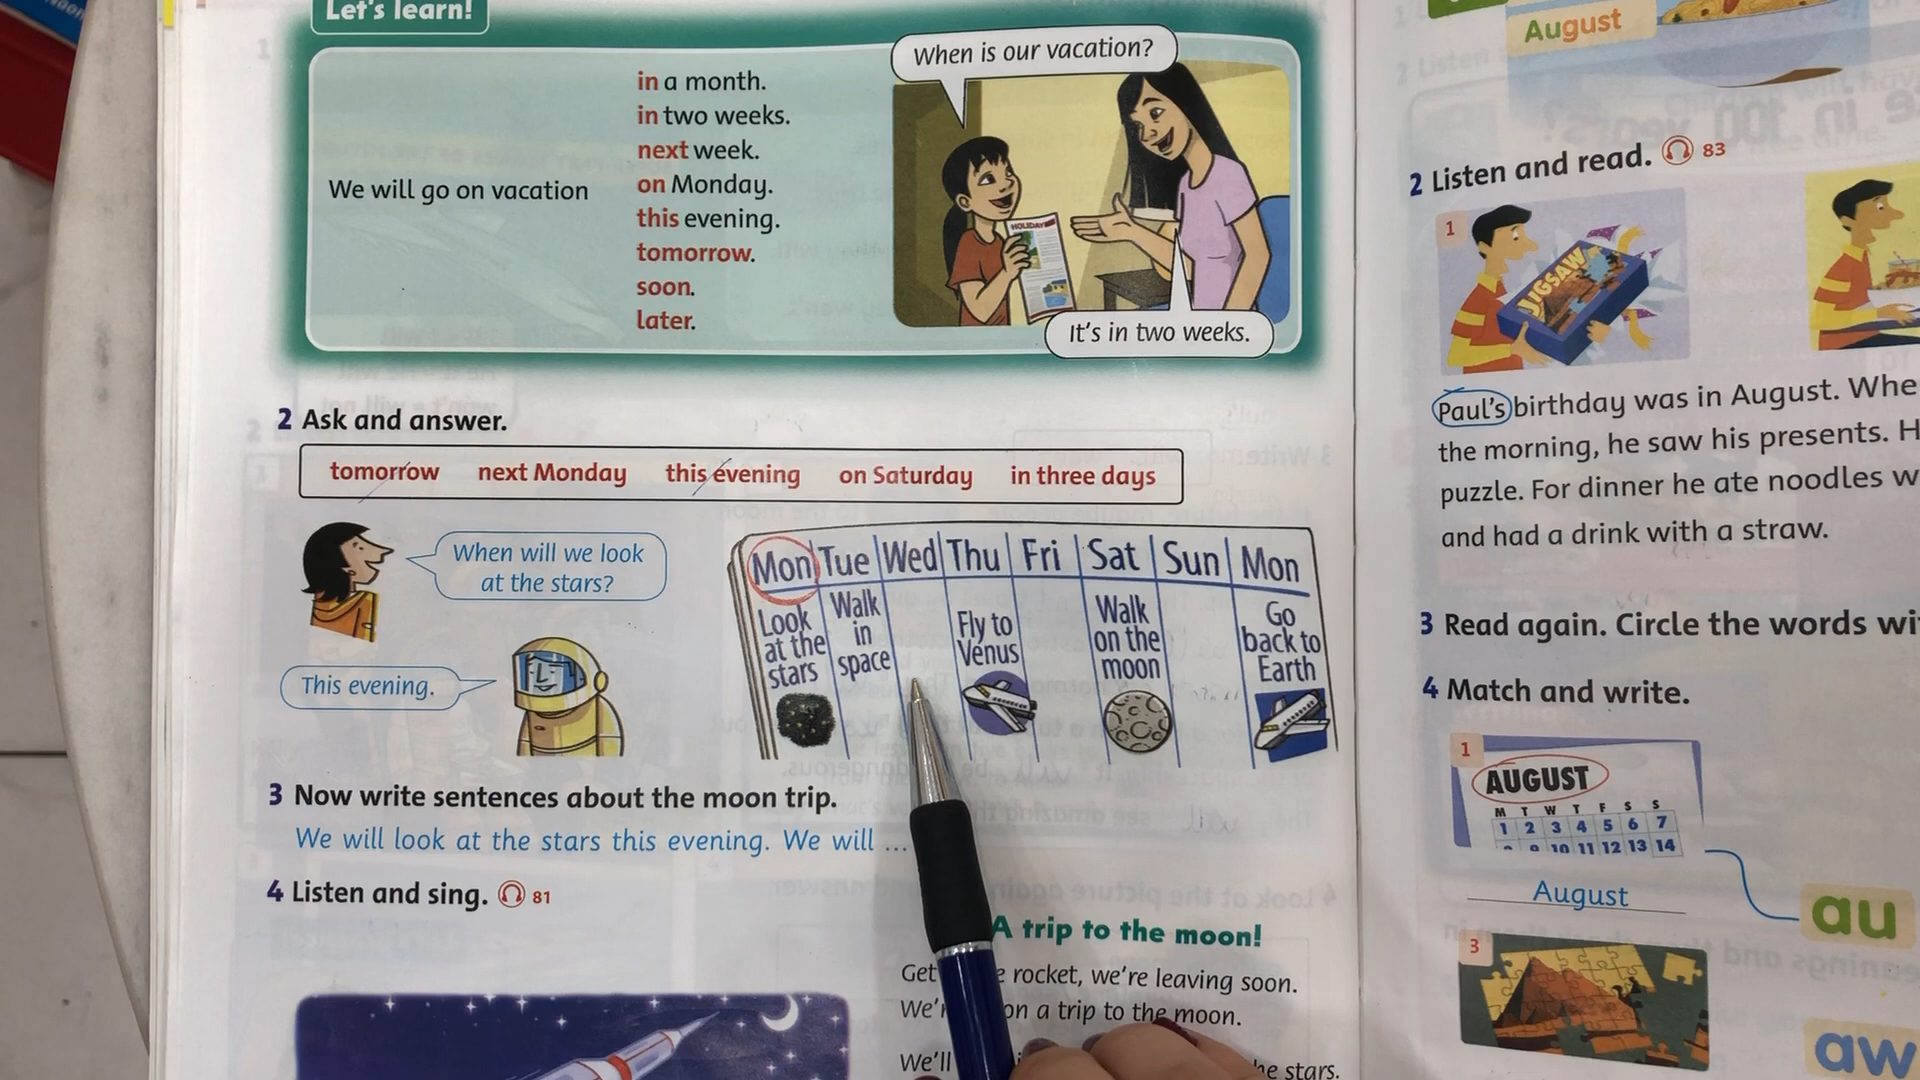 Let's learn!
We will go on vacation
in a month.
in two weeks.
next week.
on Monday.
this evening.
tomorrow.
soon.
later.
When is our vacation?
HOLIDAY
It's in two weeks.
2 Ask and answer.
tomorrow next Monday this evening on Saturday in three days
When will we look
at the stars?
This evening.
Mon Tue Wed Thu Fri Sat Sun Mon
Look
at the
stars
Walk
in
space
Fly to
Venus
Walk
on the
moon
Go
back to
Earth
3 Now write sentences about the moon trip.
We will look at the stars this evening. We will ...
4 Listen and sing. 81
A trip to the moon!
Get rocket, we're leaving soon.
on a trip to the moon.
We'll stars.
August
2 Listen and read. 83
1
JIGSAW
Paul's birthday was in August. Whe
the morning, he saw his presents. H
puzzle. For dinner he ate noodles w
and had a drink with a straw.
3 Read again. Circle the words wi
4 Match and write.
1
AUGUST
M T W T F S S
1 2 3 4 5 6 7
9 10 11 12 13 14
August
au
3
aw